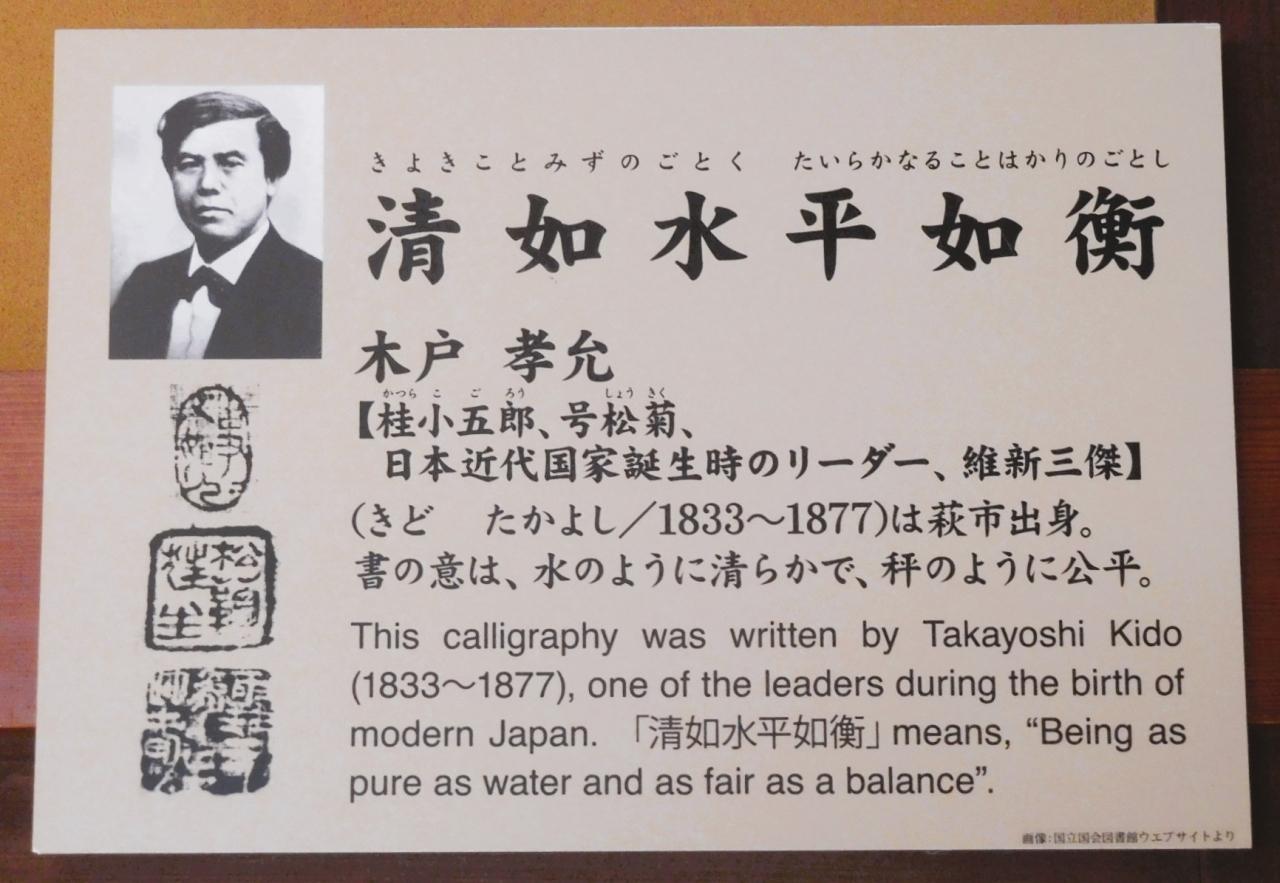 きよきことみずのごとく　たいらかなることはかりのごとし
清如水平如衡
木戸 孝允
かつら こ ご ろう しょう きく
【桂小五郎、号松菊、
日本近代国家誕生時のリーダー、維新三傑】
(きど　たかよし／1833〜1877)は萩市出身。
書の意は、水のように清らかで、秤のように公平。
This calligraphy was written by Takayoshi Kido
(1833〜1877), one of the leaders during the birth of
modern Japan. 「清如水平如衡」means, “Being as
pure as water and as fair as a balance”.
画像：国立国会図書館ウェブサイトより